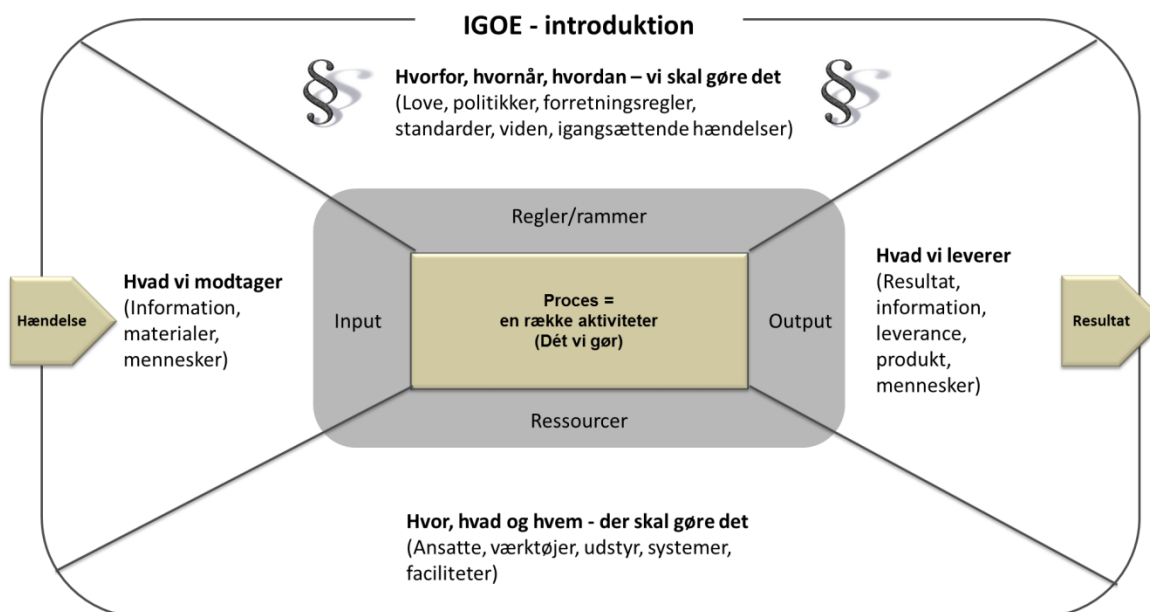 IGOE - introduktion
§
§
Hvorfor, hvornår, hvordan – vi skal gøre det
(Love, politikker, forretningsregler,
standarder, viden, igangsættende hændelser)
Regler/rammer
Hændelse
Hvad vi modtager
(Information,
materialer,
mennesker)
Input
Proces =
en række aktiviteter
(Dét vi gør)
Output
Hvad vi leverer
(Resultat,
information,
leverance,
produkt,
mennesker)
Resultat
Ressourcer
Hvor, hvad og hvem - der skal gøre det
(Ansatte, værktøjer, udstyr, systemer,
faciliteter)